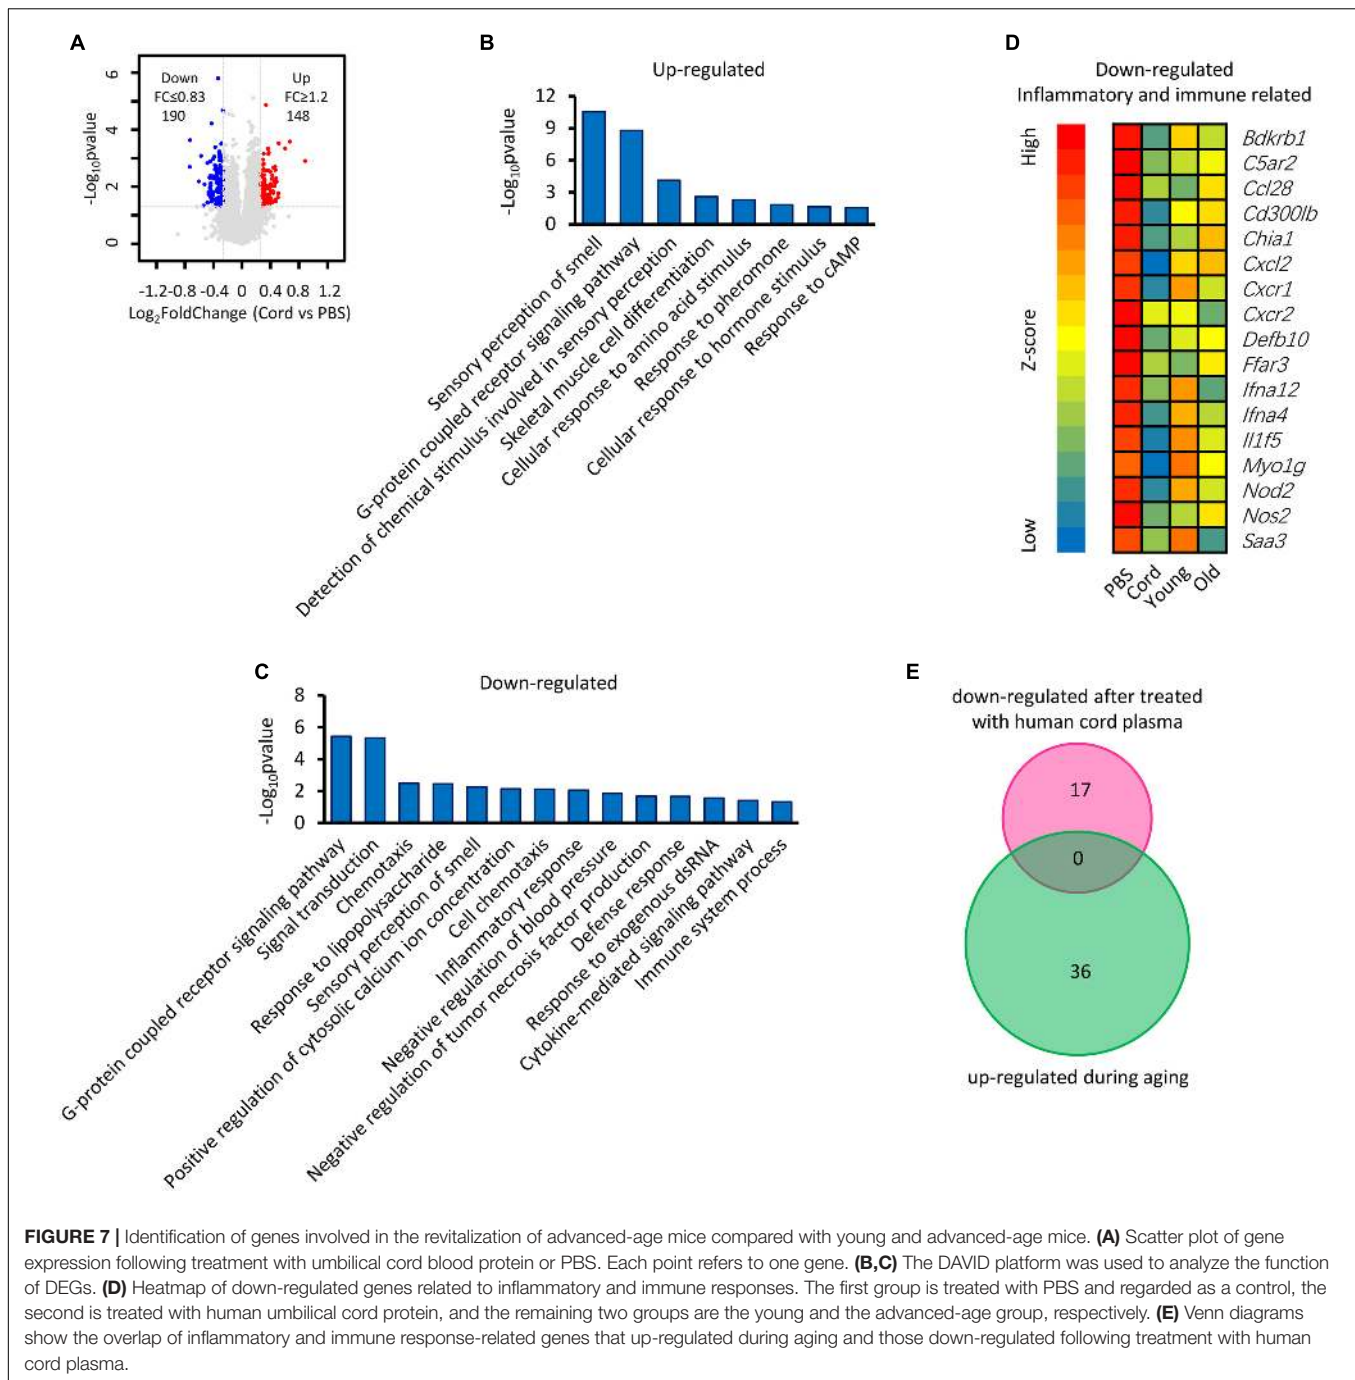 A
Down
FC≤0.83
190
Up
FC≥1.2
148
6
4
2
0
-Log10pvalue
-1.2 -0.8 -0.4 0 0.4 0.8 1.2
Log2FoldChange (Cord vs PBS)
B
Up-regulated
12
9
6
3
0
-Log10pvalue
Sensory perception of smell
G-protein coupled receptor signaling pathway
Detection of chemical stimulus involved in sensory perception
Skeletal muscle cell differentiation
Cellular response to amino acid stimulus
Response to pheromone
Cellular response to hormone stimulus
Response to cAMP
D
Down-regulated
Inflammatory and immune related
High
Z-score
Low
Bdkrb1
C5ar2
Ccl28
Cd300lb
Chia1
Cxcl2
Cxcr1
Cxcr2
Defb10
Ffar3
Ifna12
Ifna4
Il1f5
Myo1g
Nod2
Nos2
Saa3
PBS
Cord
Young
Old
C
Down-regulated
8
6
4
2
0
-Log10pvalue
G-protein coupled receptor signaling pathway
Signal transduction
Chemotaxis
Response to lipopolysaccharide
Sensory perception of smell
Positive regulation of cytosolic calcium ion concentration
Cell chemotaxis
Inflammatory response
Negative regulation of blood pressure
Negative regulation of tumor necrosis factor production
Defense response
Response to exogenous dsRNA
Cytokine-mediated signaling pathway
Immune system process
E
down-regulated after treated
with human cord plasma
17
0
36
up-regulated during aging
FIGURE 7 | Identification of genes involved in the revitalization of advanced-age mice compared with young and advanced-age mice. (A) Scatter plot of gene
expression following treatment with umbilical cord blood protein or PBS. Each point refers to one gene. (B,C) The DAVID platform was used to analyze the function
of DEGs. (D) Heatmap of down-regulated genes related to inflammatory and immune responses. The first group is treated with PBS and regarded as a control, the
second is treated with human umbilical cord protein, and the remaining two groups are the young and the advanced-age group, respectively. (E) Venn diagrams
show the overlap of inflammatory and immune response-related genes that up-regulated during aging and those down-regulated following treatment with human
cord plasma.